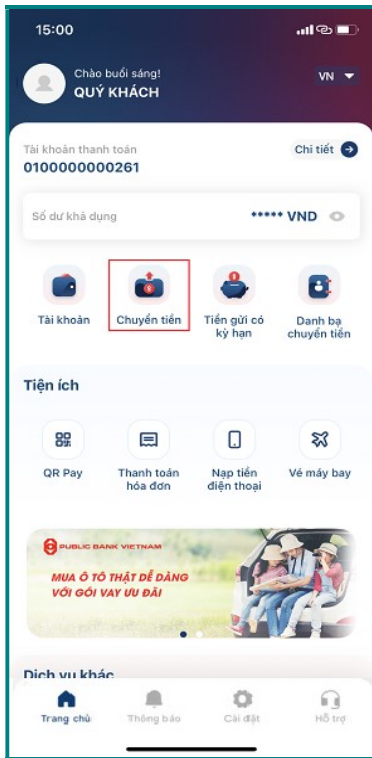 15:00
Chào buổi sáng!
QUÝ KHÁCH
VN
Tài khoản thanh toán
0100000000261
Chi tiết
Số dư khả dụng
***** VND
Tài khoản
Chuyển tiền
Tiền gửi có
kỳ hạn
Danh bạ
chuyển tiền
Tiện ích
QR Pay
Thanh toán
hóa đơn
Nạp tiền
điện thoại
Vé máy bay
PUBLIC BANK VIETNAM
MUA Ô TÔ THẬT DỄ DÀNG
VỚI GÓI VAY ƯU ĐÃI
Dịch vụ khác
Trang chủ
Thông báo
Cài đặt
Hỗ trợ